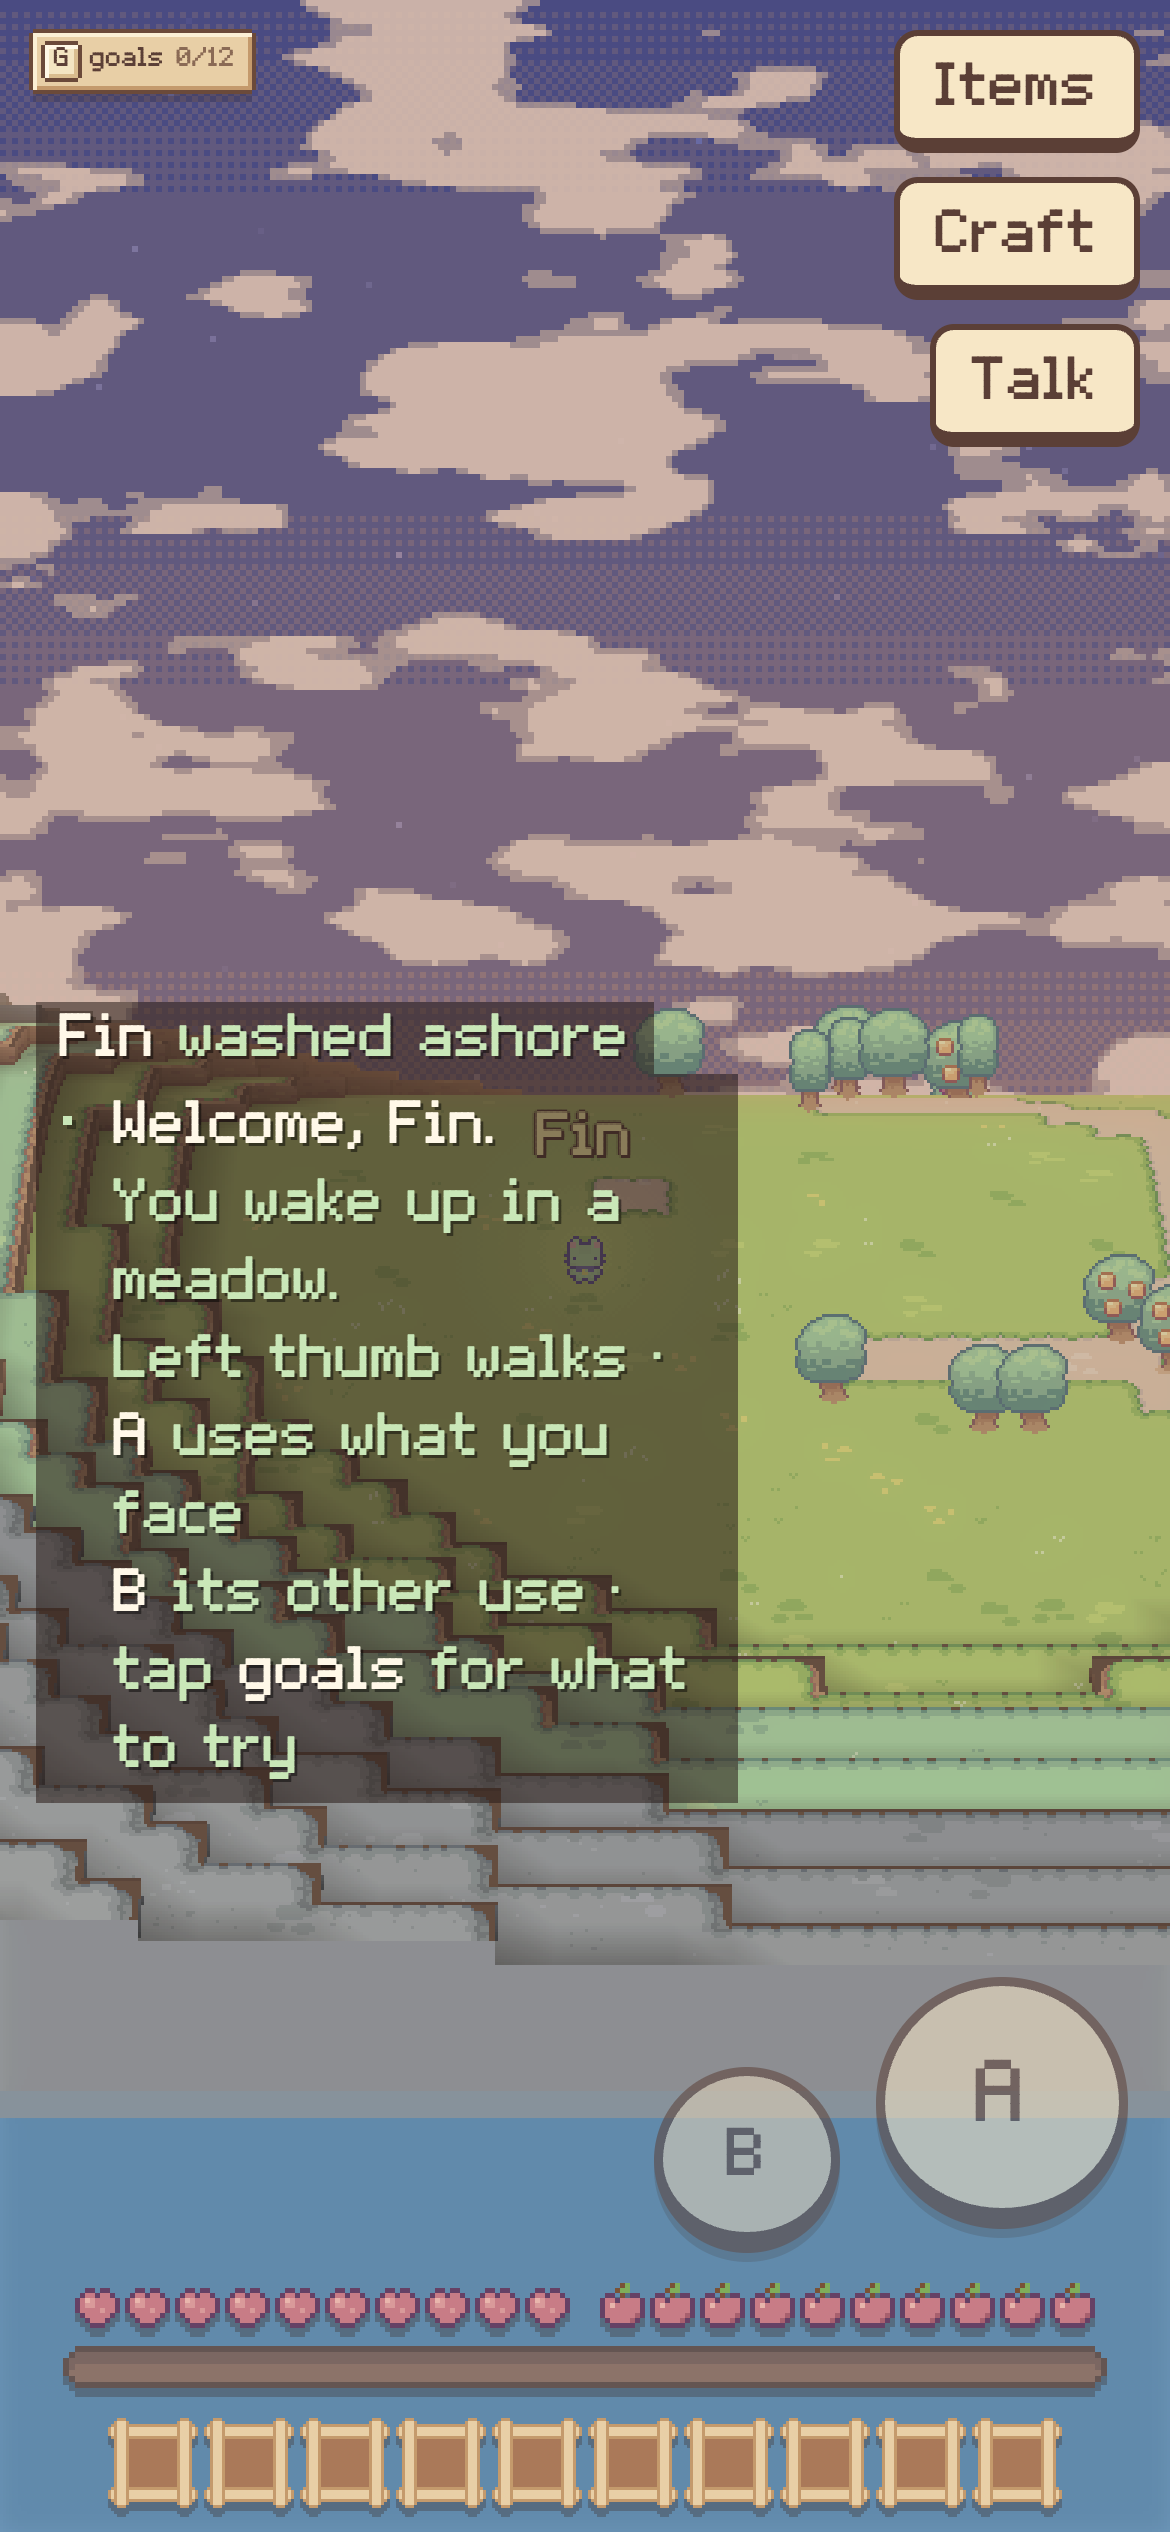 G goals 0/12
Items
Craft
Talk
Fin washed ashore
· Welcome, Fin.
Fin
You wake up in a
meadow.
Left thumb walks ·
A uses what you
face
B its other use ·
tap goals for what
to try
A
B